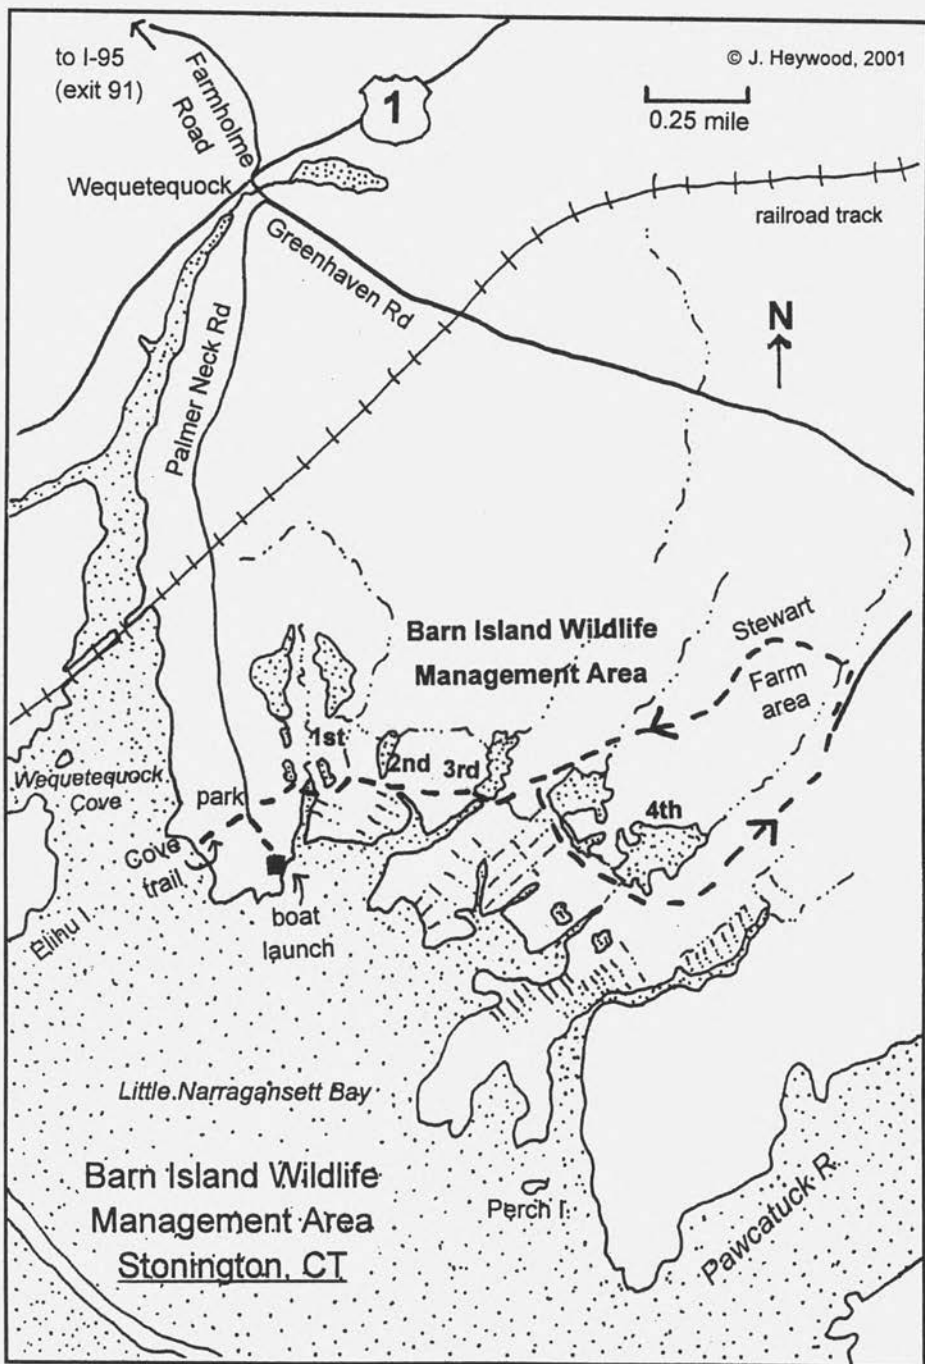 to I-95
(exit 91)
Farmholme
Road
1
© J. Heywood, 2001
0.25 mile
Wequetequock
railroad track
Greenhaven Rd
Palmer Neck Rd
N
Barn Island Wildlife
Management Area
Stewart
Farm
area
1st
2nd
3rd
4th
Wequetequock
Cove
park
Cove
trail
boat
launch
Elihu I.
Little Narragansett Bay
Barn Island Wildlife
Management Area
Stonington, CT
Perch I.
Pawcatuck R.